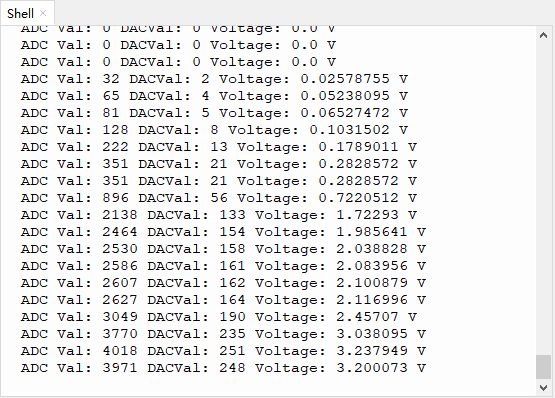 Shell ×
ADC Val: 0 DACVal: 0 Voltage: 0.0 V
ADC Val: 0 DACVal: 0 Voltage: 0.0 V
ADC Val: 0 DACVal: 0 Voltage: 0.0 V
ADC Val: 32 DACVal: 2 Voltage: 0.02578755 V
ADC Val: 65 DACVal: 4 Voltage: 0.05238095 V
ADC Val: 81 DACVal: 5 Voltage: 0.06527472 V
ADC Val: 128 DACVal: 8 Voltage: 0.1031502 V
ADC Val: 222 DACVal: 13 Voltage: 0.1789011 V
ADC Val: 351 DACVal: 21 Voltage: 0.2828572 V
ADC Val: 351 DACVal: 21 Voltage: 0.2828572 V
ADC Val: 896 DACVal: 56 Voltage: 0.7220512 V
ADC Val: 2138 DACVal: 133 Voltage: 1.72293 V
ADC Val: 2464 DACVal: 154 Voltage: 1.985641 V
ADC Val: 2530 DACVal: 158 Voltage: 2.038828 V
ADC Val: 2586 DACVal: 161 Voltage: 2.083956 V
ADC Val: 2607 DACVal: 162 Voltage: 2.100879 V
ADC Val: 2627 DACVal: 164 Voltage: 2.116996 V
ADC Val: 3049 DACVal: 190 Voltage: 2.45707 V
ADC Val: 3770 DACVal: 235 Voltage: 3.038095 V
ADC Val: 4018 DACVal: 251 Voltage: 3.237949 V
ADC Val: 3971 DACVal: 248 Voltage: 3.200073 V